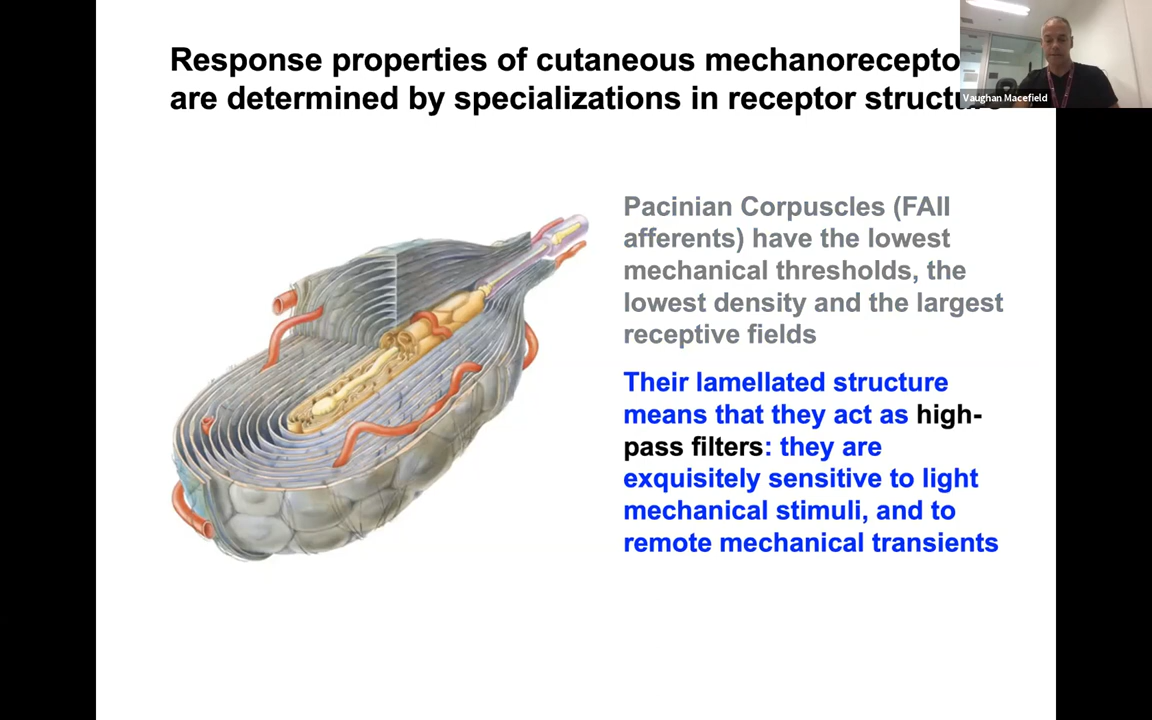 Response properties of cutaneous mechanorecepto
are determined by specializations in receptor structu
Vaughan Macefield
Pacinian Corpuscles (FAII
afferents) have the lowest
mechanical thresholds, the
lowest density and the largest
receptive fields
Their lamellated structure
means that they act as high-
pass filters: they are
exquisitely sensitive to light
mechanical stimuli, and to
remote mechanical transients